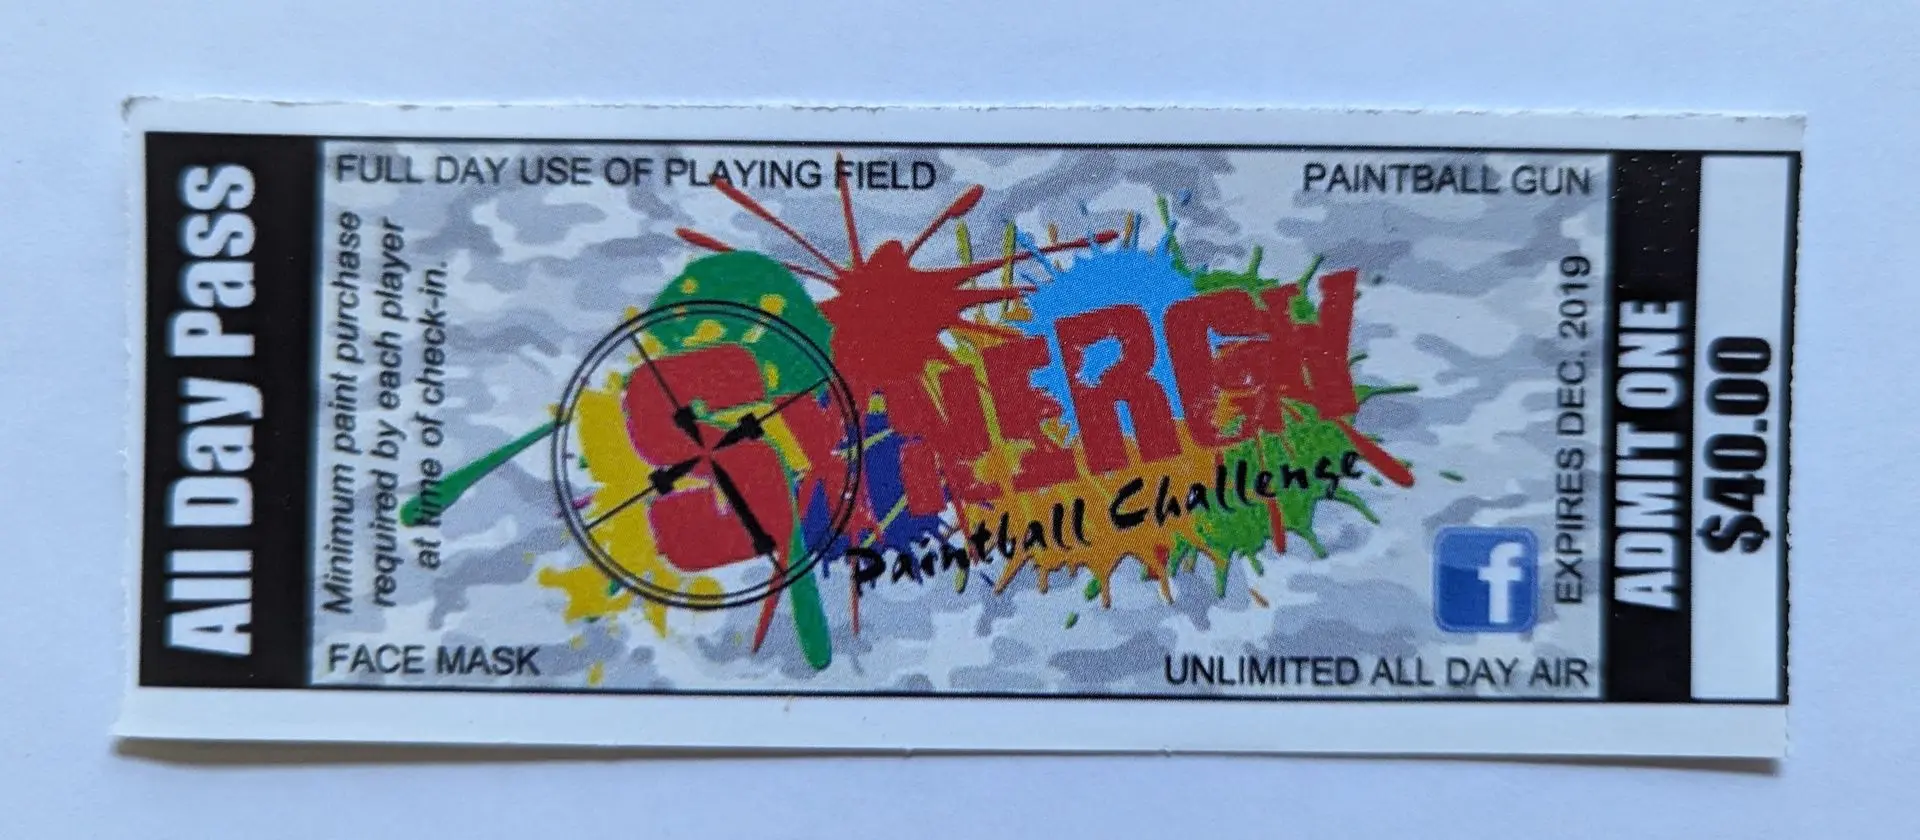 All Day Pass
FULL DAY USE OF PLAYING FIELD
PAINTBALL GUN
Minimum paint purchase
required by each player
at time of check-in.
SYNERGY
Paintball Challenge
f
EXPIRES DEC. 2019
FACE MASK
UNLIMITED ALL DAY AIR
ADMIT ONE
$40.00